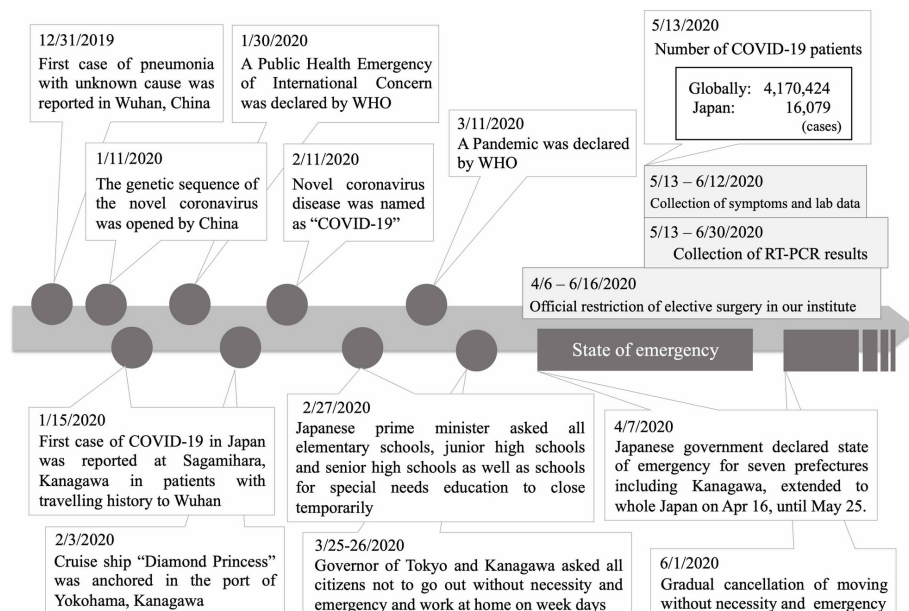 12/31/2019
First case of pneumonia
with unknown cause was
reported in Wuhan, China
1/30/2020
A Public Health Emergency
of International Concern
was declared by WHO
5/13/2020
Number of COVID-19 patients
Globally: 4,170,424
Japan: 16,079
(cases)
1/11/2020
The genetic sequence of
the novel coronavirus
was opened by China
2/11/2020
Novel coronavirus
disease was named
as “COVID-19”
3/11/2020
A Pandemic was declared
by WHO
5/13 – 6/12/2020
Collection of symptoms and lab data
5/13 – 6/30/2020
Collection of RT-PCR results
4/6 – 6/16/2020
Official restriction of elective surgery in our institute
State of emergency
1/15/2020
First case of COVID-19 in Japan
was reported at Sagamihara,
Kanagawa in patients with
travelling history to Wuhan
2/27/2020
Japanese prime minister asked all
elementary schools, junior high schools
and senior high schools as well as schools
for special needs education to close
temporarily
4/7/2020
Japanese government declared state
of emergency for seven prefectures
including Kanagawa, extended to
whole Japan on Apr 16, until May 25.
2/3/2020
Cruise ship “Diamond Princess”
was anchored in the port of
Yokohama, Kanagawa
3/25-26/2020
Governor of Tokyo and Kanagawa asked all
citizens not to go out without necessity and
emergency and work at home on week days
6/1/2020
Gradual cancellation of moving
without necessity and emergency